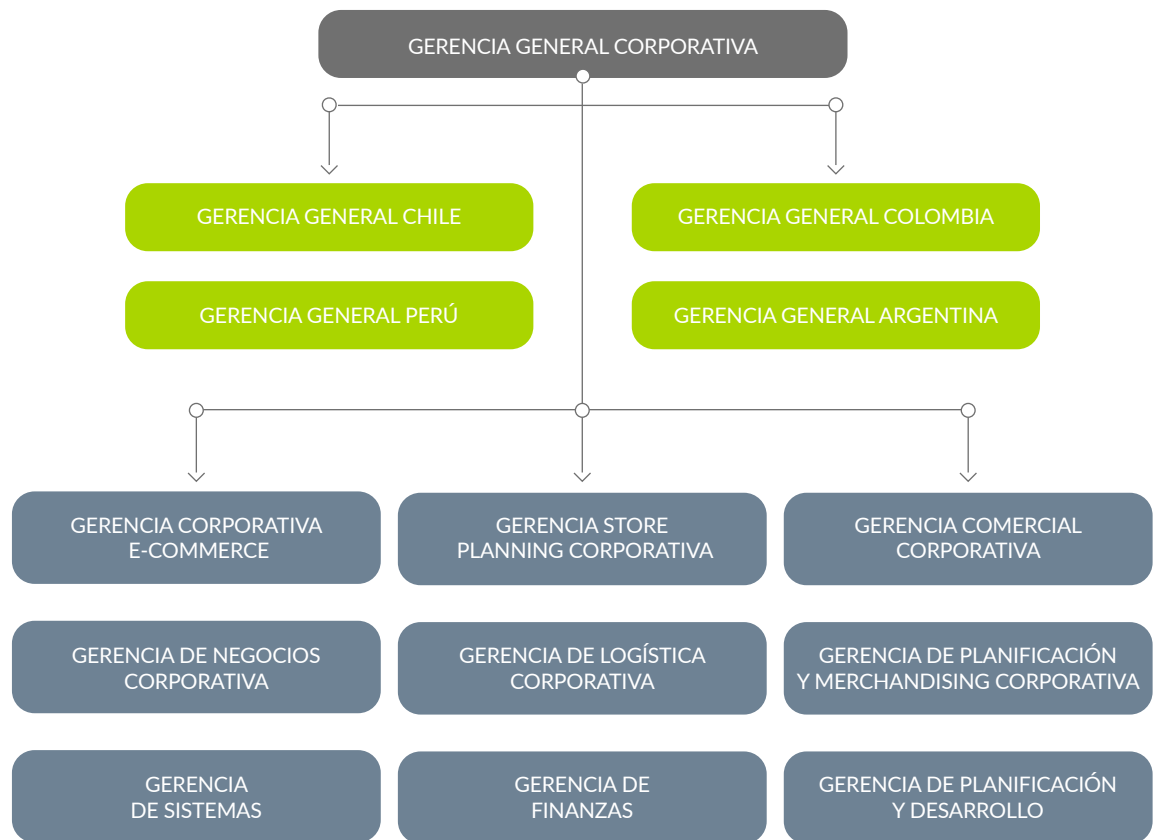 GERENCIA GENERAL CORPORATIVA
GERENCIA GENERAL CHILE
GERENCIA GENERAL COLOMBIA
GERENCIA GENERAL PERÚ
GERENCIA GENERAL ARGENTINA
GERENCIA CORPORATIVA
E-COMMERCE
GERENCIA STORE
PLANNING CORPORATIVA
GERENCIA COMERCIAL
CORPORATIVA
GERENCIA DE NEGOCIOS
CORPORATIVA
GERENCIA DE LOGÍSTICA
CORPORATIVA
GERENCIA DE PLANIFICACIÓN
Y MERCHANDISING CORPORATIVA
GERENCIA
DE SISTEMAS
GERENCIA DE
FINANZAS
GERENCIA DE PLANIFICACIÓN
Y DESARROLLO